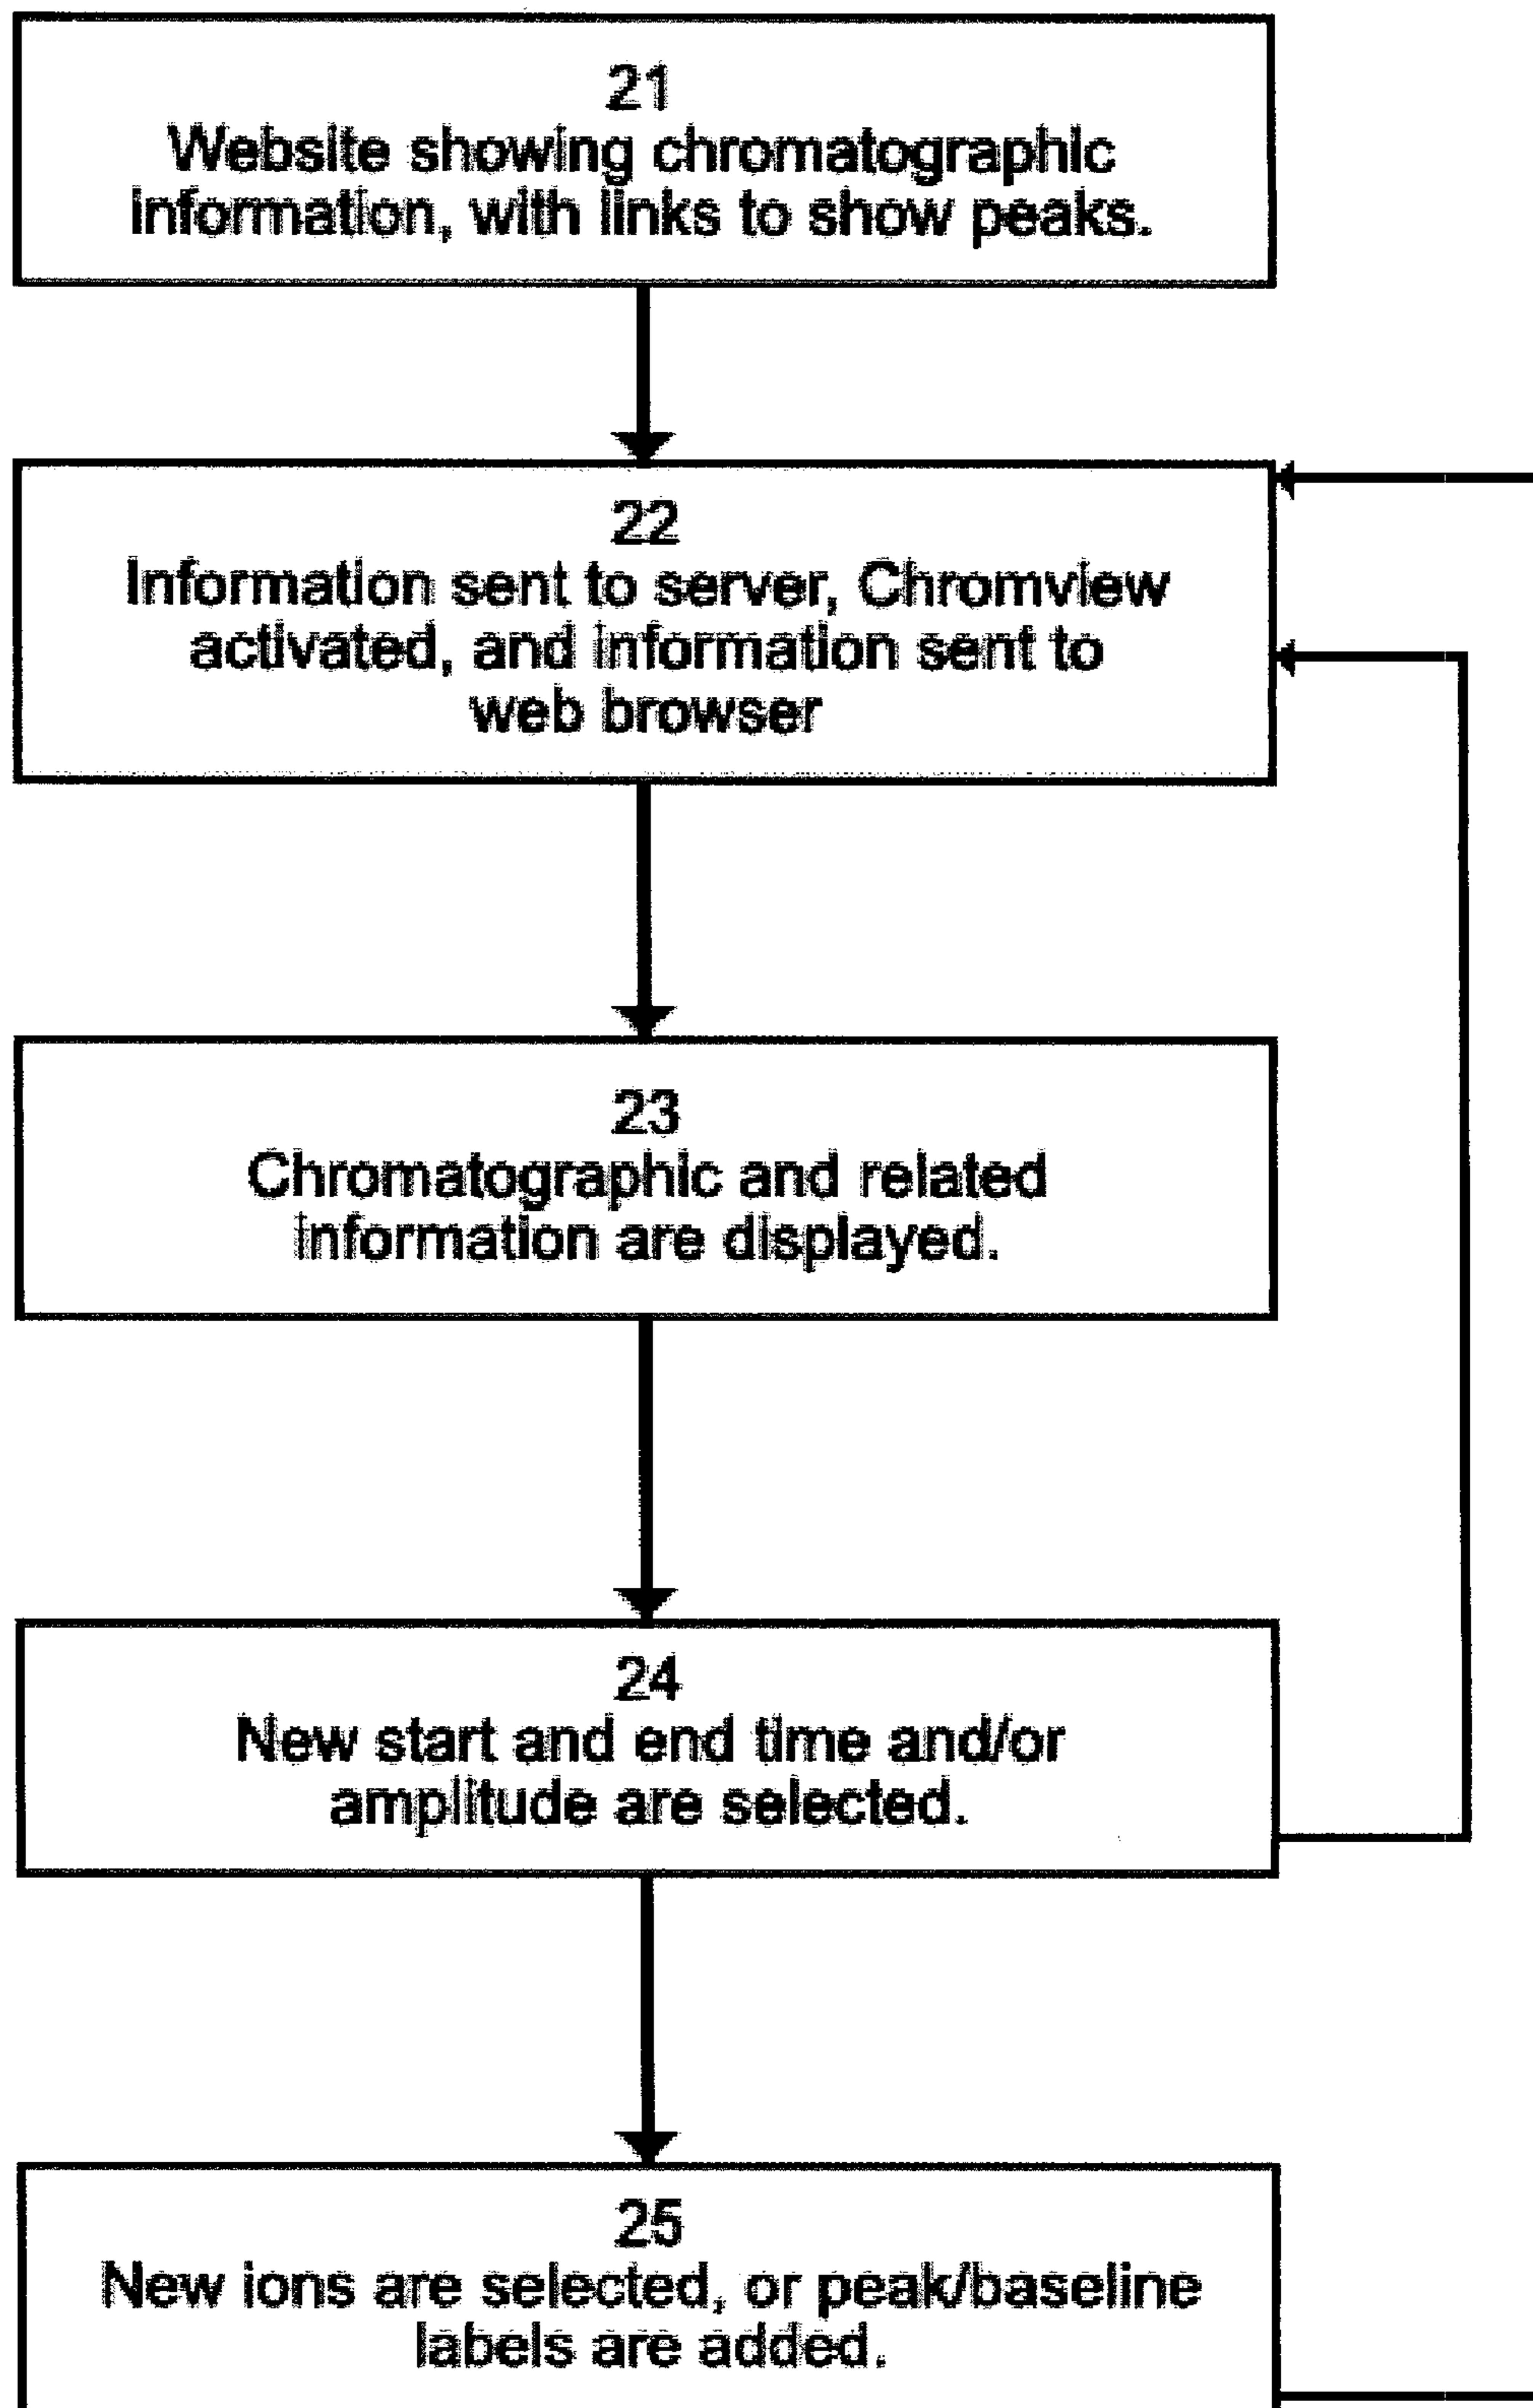 21
Website showing chromatographic
information, with links to show peaks.
22
Information sent to server, Chromview
activated, and information sent to
web browser
23
Chromatographic and related
information are displayed.
24
New start and end time and/or
amplitude are selected.
25
New ions are selected, or peak/baseline
labels are added.